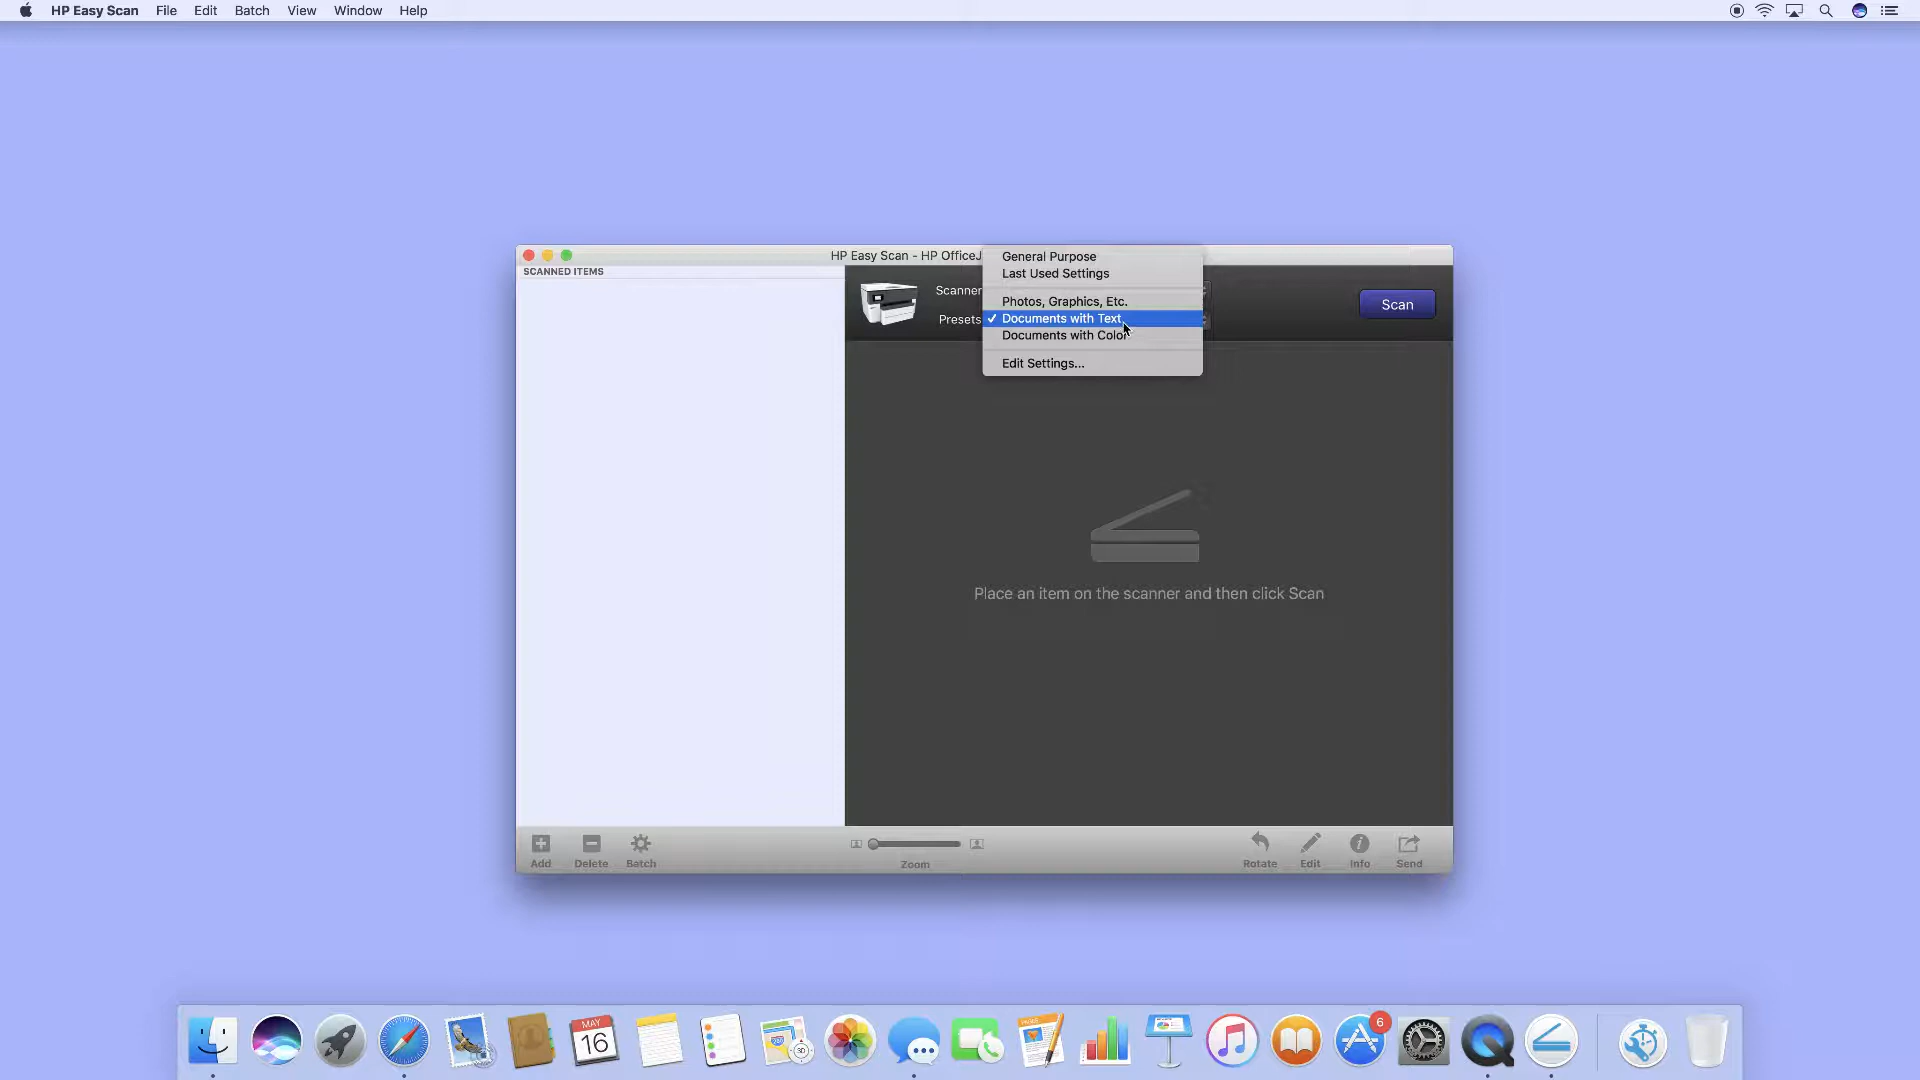 HP Easy Scan File Edit Batch View Window Help
HP Easy Scan - HP OfficeJ
SCANNED ITEMS
Scanner
Presets
General Purpose
Last Used Settings
Photos, Graphics, Etc.
✓ Documents with Text
Documents with Color
Edit Settings...
Scan
Place an item on the scanner and then click Scan
Add Delete Batch
Zoom
Rotate Edit Info Send
MAY
16
6